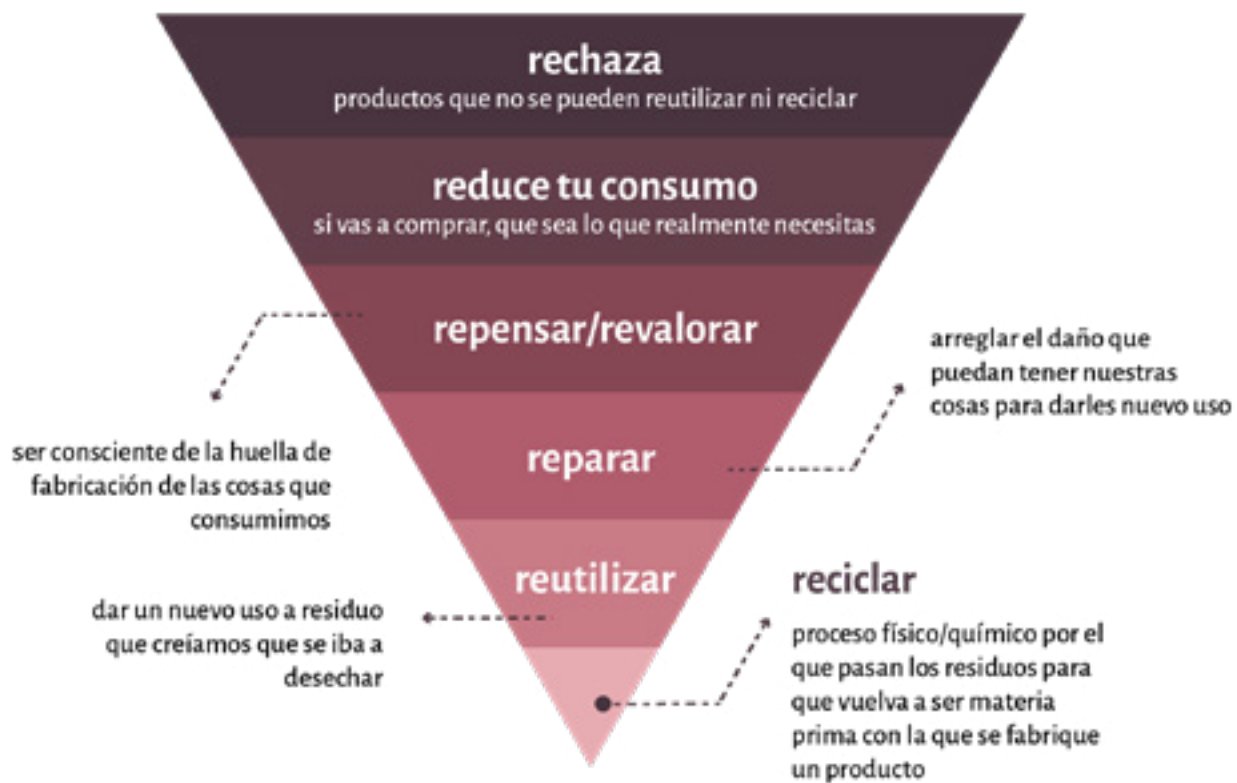 rechaza
productos que no se pueden reutilizar ni reciclar
reduce tu consumo
si vas a comprar, que sea lo que realmente necesitas
repensar/revalorar
ser consciente de la huella de
fabricación de las cosas que
consumimos
reparar
arreglar el daño que
puedan tener nuestras
cosas para darles nuevo uso
reutilizar
dar un nuevo uso a residuo
que creíamos que se iba a
desechar
reciclar
proceso físico/químico por el
que pasan los residuos para
que vuelva a ser materia
prima con la que se fabrique
un producto